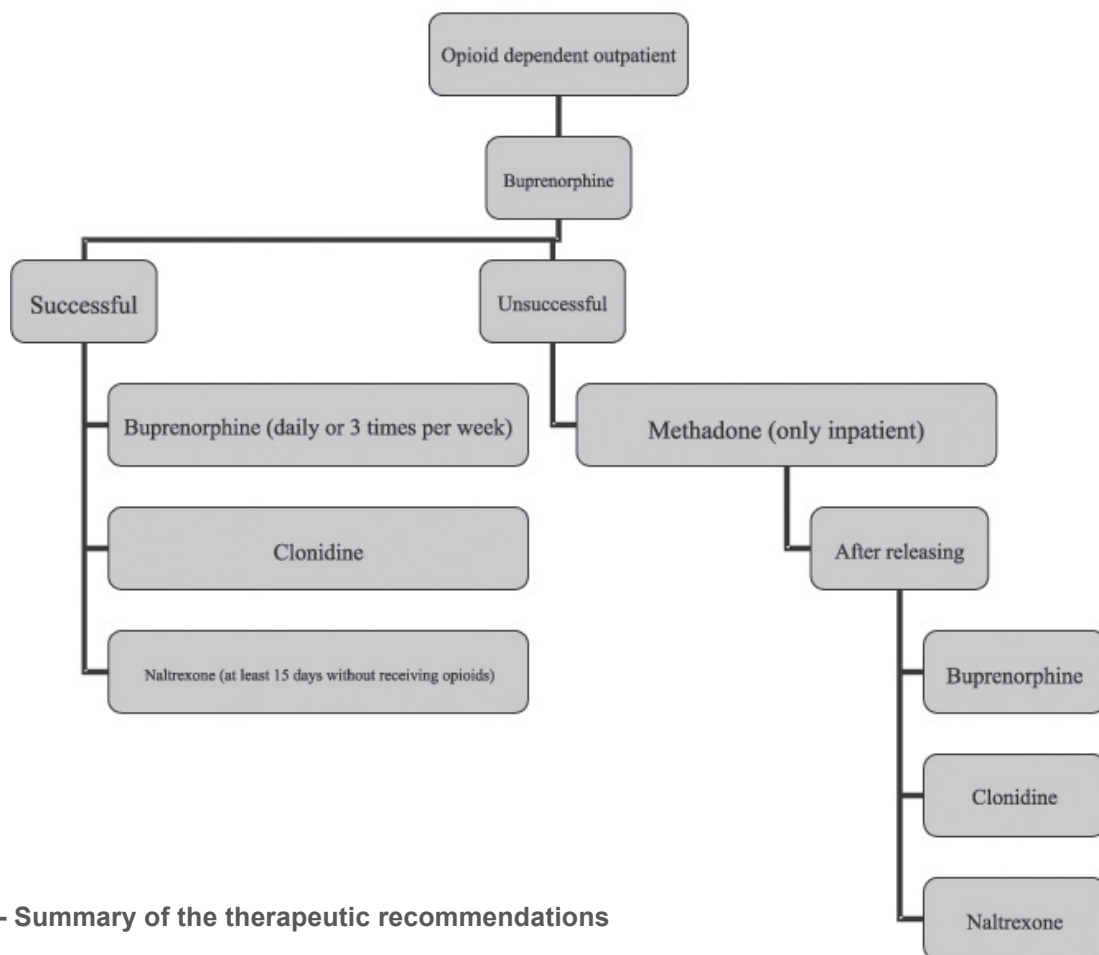 Opioid dependent outpatient
Buprenorphine
Successful
Unsuccessful
Buprenorphine (daily or 3 times per week)
Methadone (only inpatient)
Clonidine
After releasing
Naltrexone (at least 15 days without receiving opioids)
Buprenorphine
Clonidine
Naltrexone
- Summary of the therapeutic recommendations